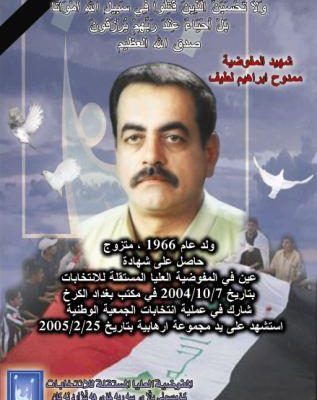 ولا تحسبن الذين قتلوا في سبيل الله امواتا
بل احياء عند ربهم يرزقون
صدق الله العظيم
شهيد المفوضية
ممدوح ابراهيم لطيف
ولد عام 1966 ، متزوج
حاصل على شهادة
عين في المفوضية العليا المستقلة للانتخابات
بتاريخ 2004/10/7 في مكتب بغداد الكرخ
شارك في عملية انتخابات الجمعية الوطنية
استشهد على يد مجموعة ارهابية بتاريخ 2005/2/25
المفوضية العليا المستقلة للانتخابات